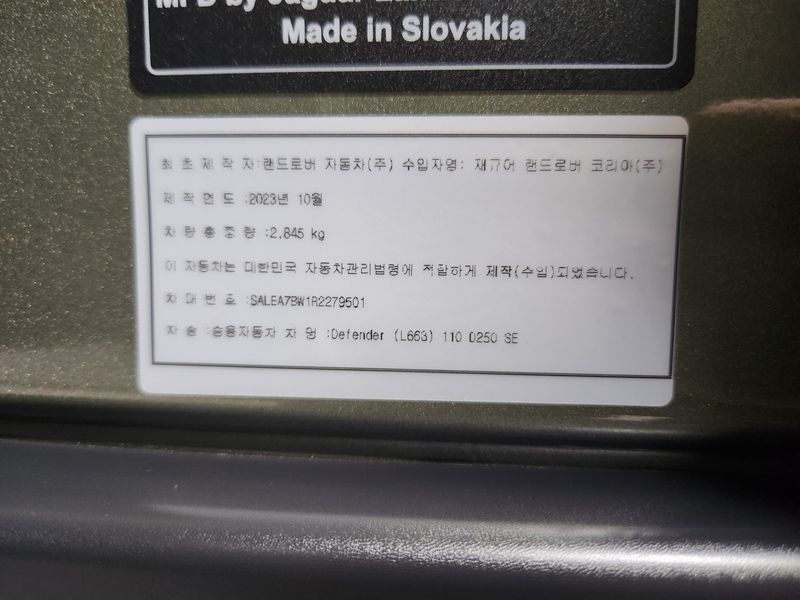 MFD by Jaguar
Made in Slovakia
최 초 제 작 자 :랜드로버 자동차(주) 수입자명: 재규어 랜드로버 코리아(주)
제 작 연 도 :2023년 10월
차 량 총 중 량 :2,845 kg
이 자동차는 대한민국 자동차관리법령에 적합하게 제작(수입)되었습니다.
차 대 번 호 :SALEA7BW1R2279501
차 종 :승용자동차 차 명 :Defender (L663) 110 D250 SE